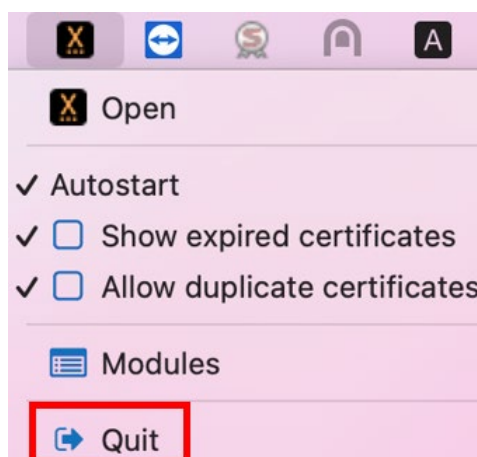 X
S
A
Open
Autostart
Show expired certificates
Allow duplicate certificates
Modules
Quit